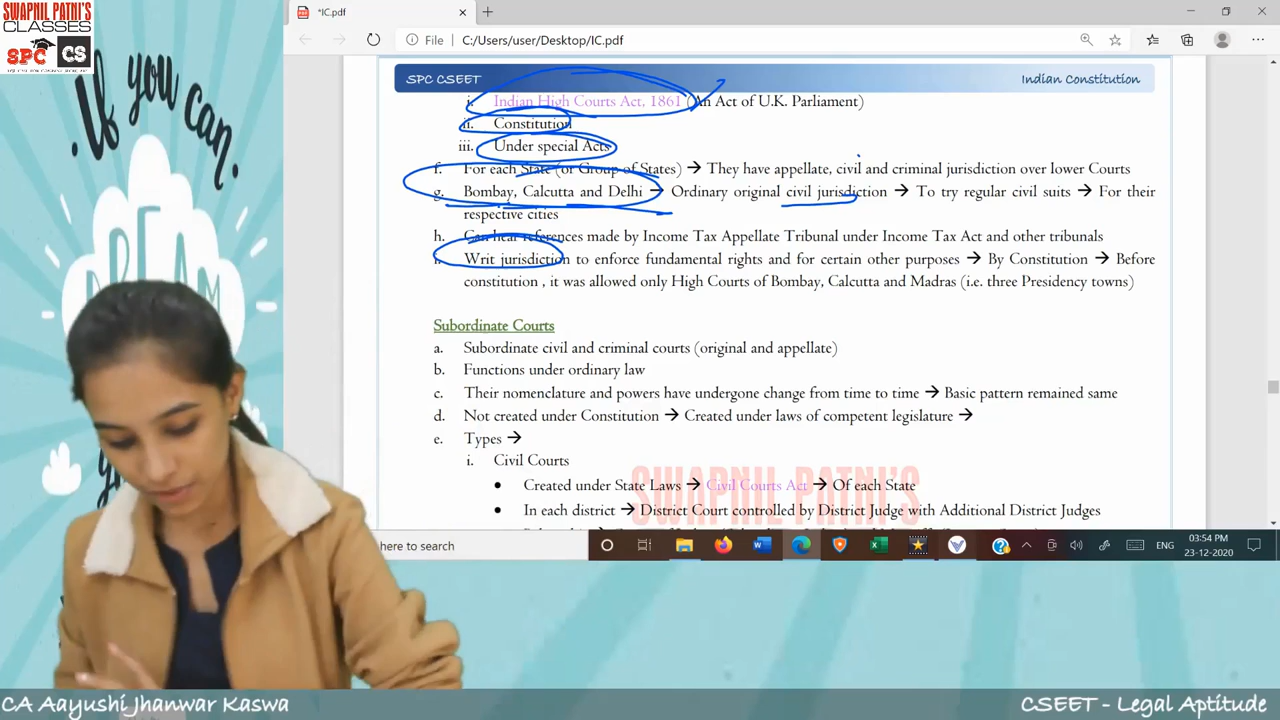 SWAPNIL PATNI'S
CLASSES
SPC CS
*IC.pdf
File C:/Users/user/Desktop/IC.pdf
SPC CSEET Indian Constitution
i. Indian High Courts Act, 1861 (An Act of U.K. Parliament)
ii. Constitution
iii. Under special Acts
f. For each State (or Group of States) → They have appellate, civil and criminal jurisdiction over lower Courts
g. Bombay, Calcutta and Delhi → Ordinary original civil jurisdiction → To try regular civil suits → For their
respective cities
h. Can hear references made by Income Tax Appellate Tribunal under Income Tax Act and other tribunals
i. Writ jurisdiction to enforce fundamental rights and for certain other purposes → By Constitution → Before
constitution , it was allowed only High Courts of Bombay, Calcutta and Madras (i.e. three Presidency towns)
Subordinate Courts
a. Subordinate civil and criminal courts (original and appellate)
b. Functions under ordinary law
c. Their nomenclature and powers have undergone change from time to time → Basic pattern remained same
d. Not created under Constitution → Created under laws of competent legislature →
e. Types →
i. Civil Courts
SWAPNIL PATNI'S
• Created under State Laws → Civil Courts Act → Of each State
• In each district → District Court controlled by District Judge with Additional District Judges
here to search
ENG
03:54 PM
23-12-2020
If you can
DREAM
CA Aayushi Jhanwar Kaswa
CSEET - Legal Aptitude